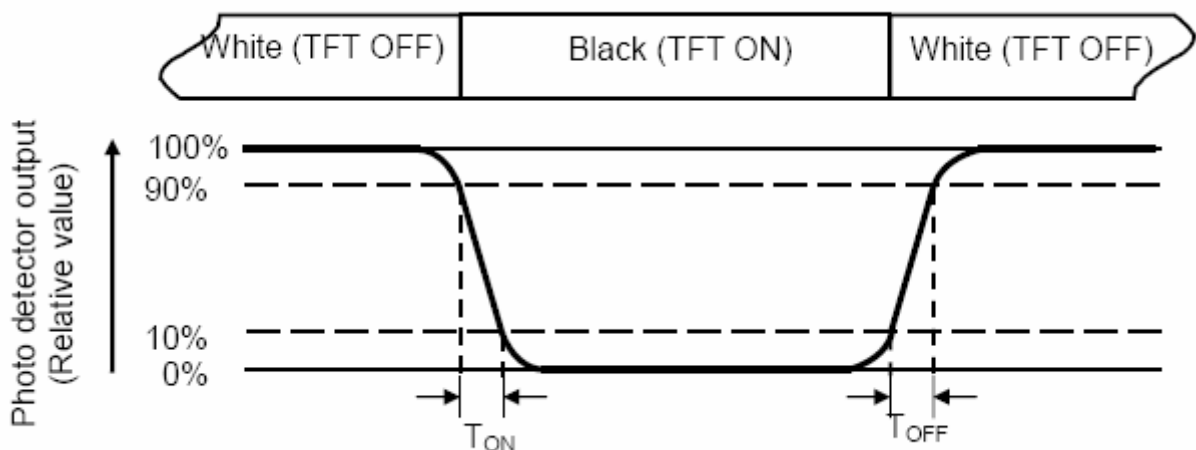 White (TFT OFF)
Black (TFT ON)
White (TFT OFF)
Photo detector output
(Relative value)
100%
90%
10%
0%
TON
TOFF